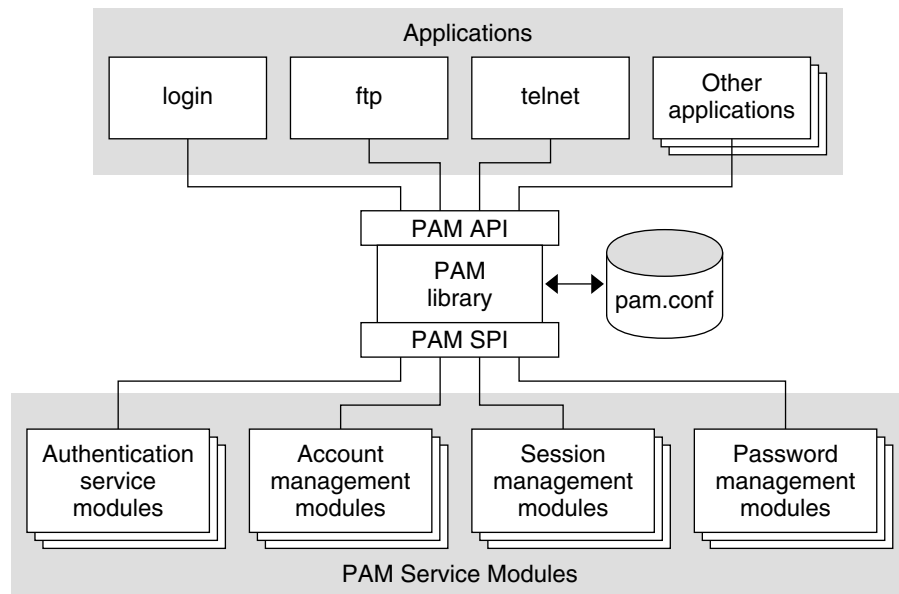 Applications
login
ftp
telnet
Other
applications
PAM API
PAM
library
pam.conf
PAM SPI
Authentication
service
modules
Account
management
modules
Session
management
modules
Password
management
modules
PAM Service Modules